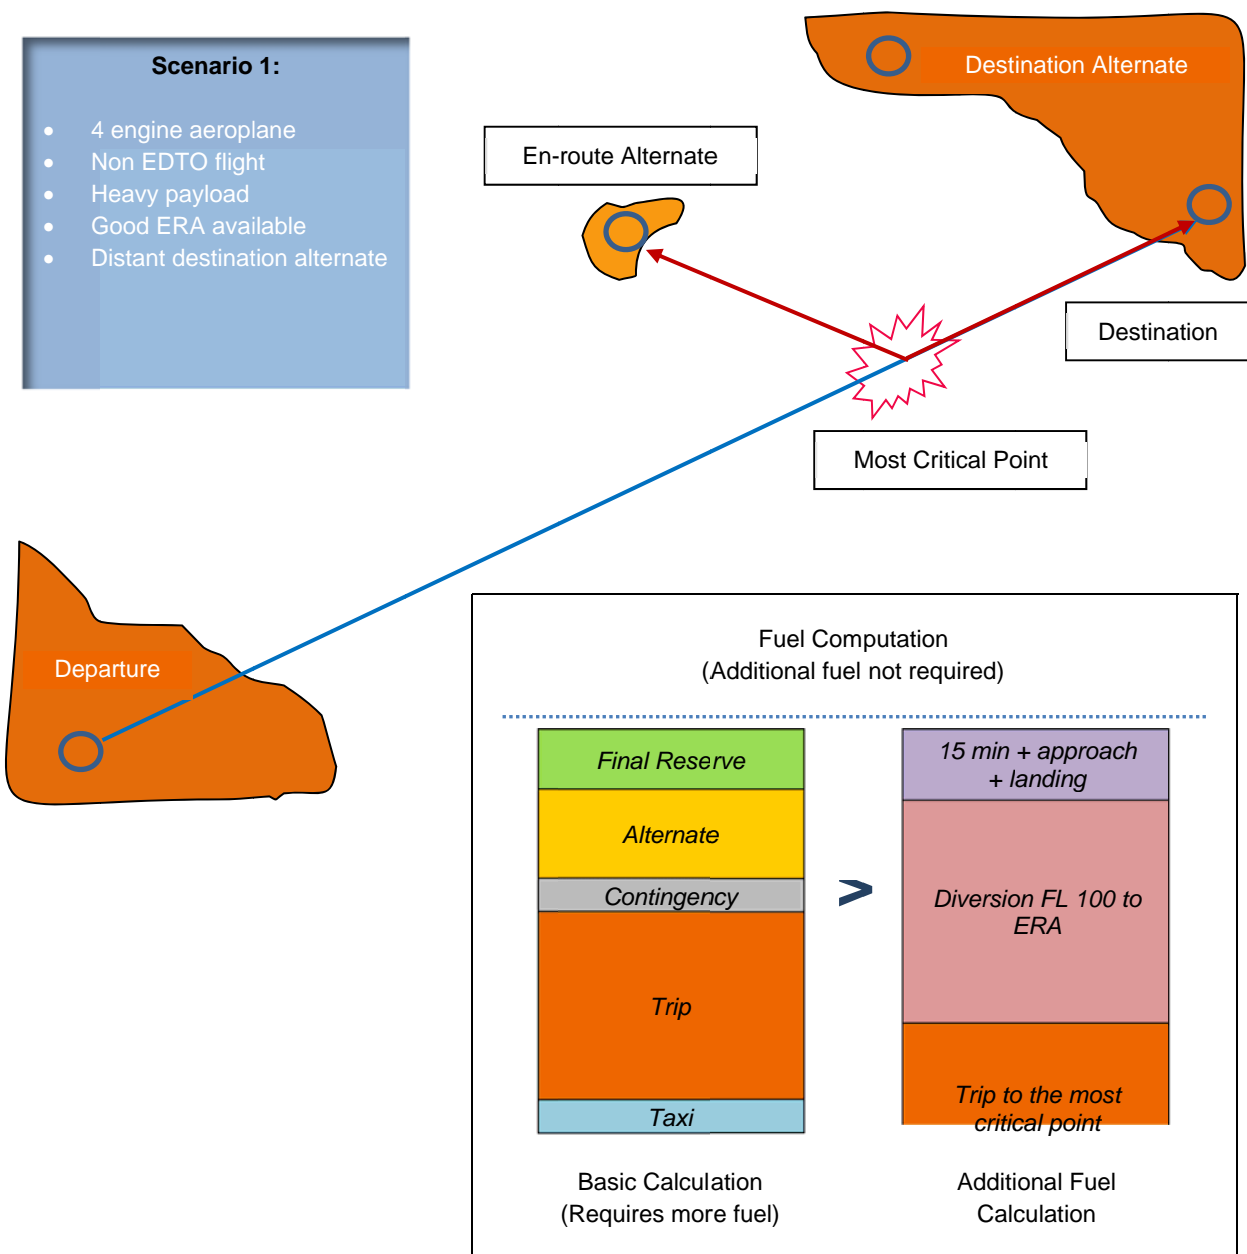 Scenario 1:
• 4 engine aeroplane
• Non EDTO flight
• Heavy payload
• Good ERA available
• Distant destination alternate
Destination Alternate
En-route Alternate
Destination
Most Critical Point
Departure
Fuel Computation
(Additional fuel not required)
Final Reserve
Alternate
Contingency
Trip
Taxi
>
15 min + approach
+ landing
Diversion FL 100 to
ERA
Trip to the most
critical point
Basic Calculation
(Requires more fuel)
Additional Fuel
Calculation